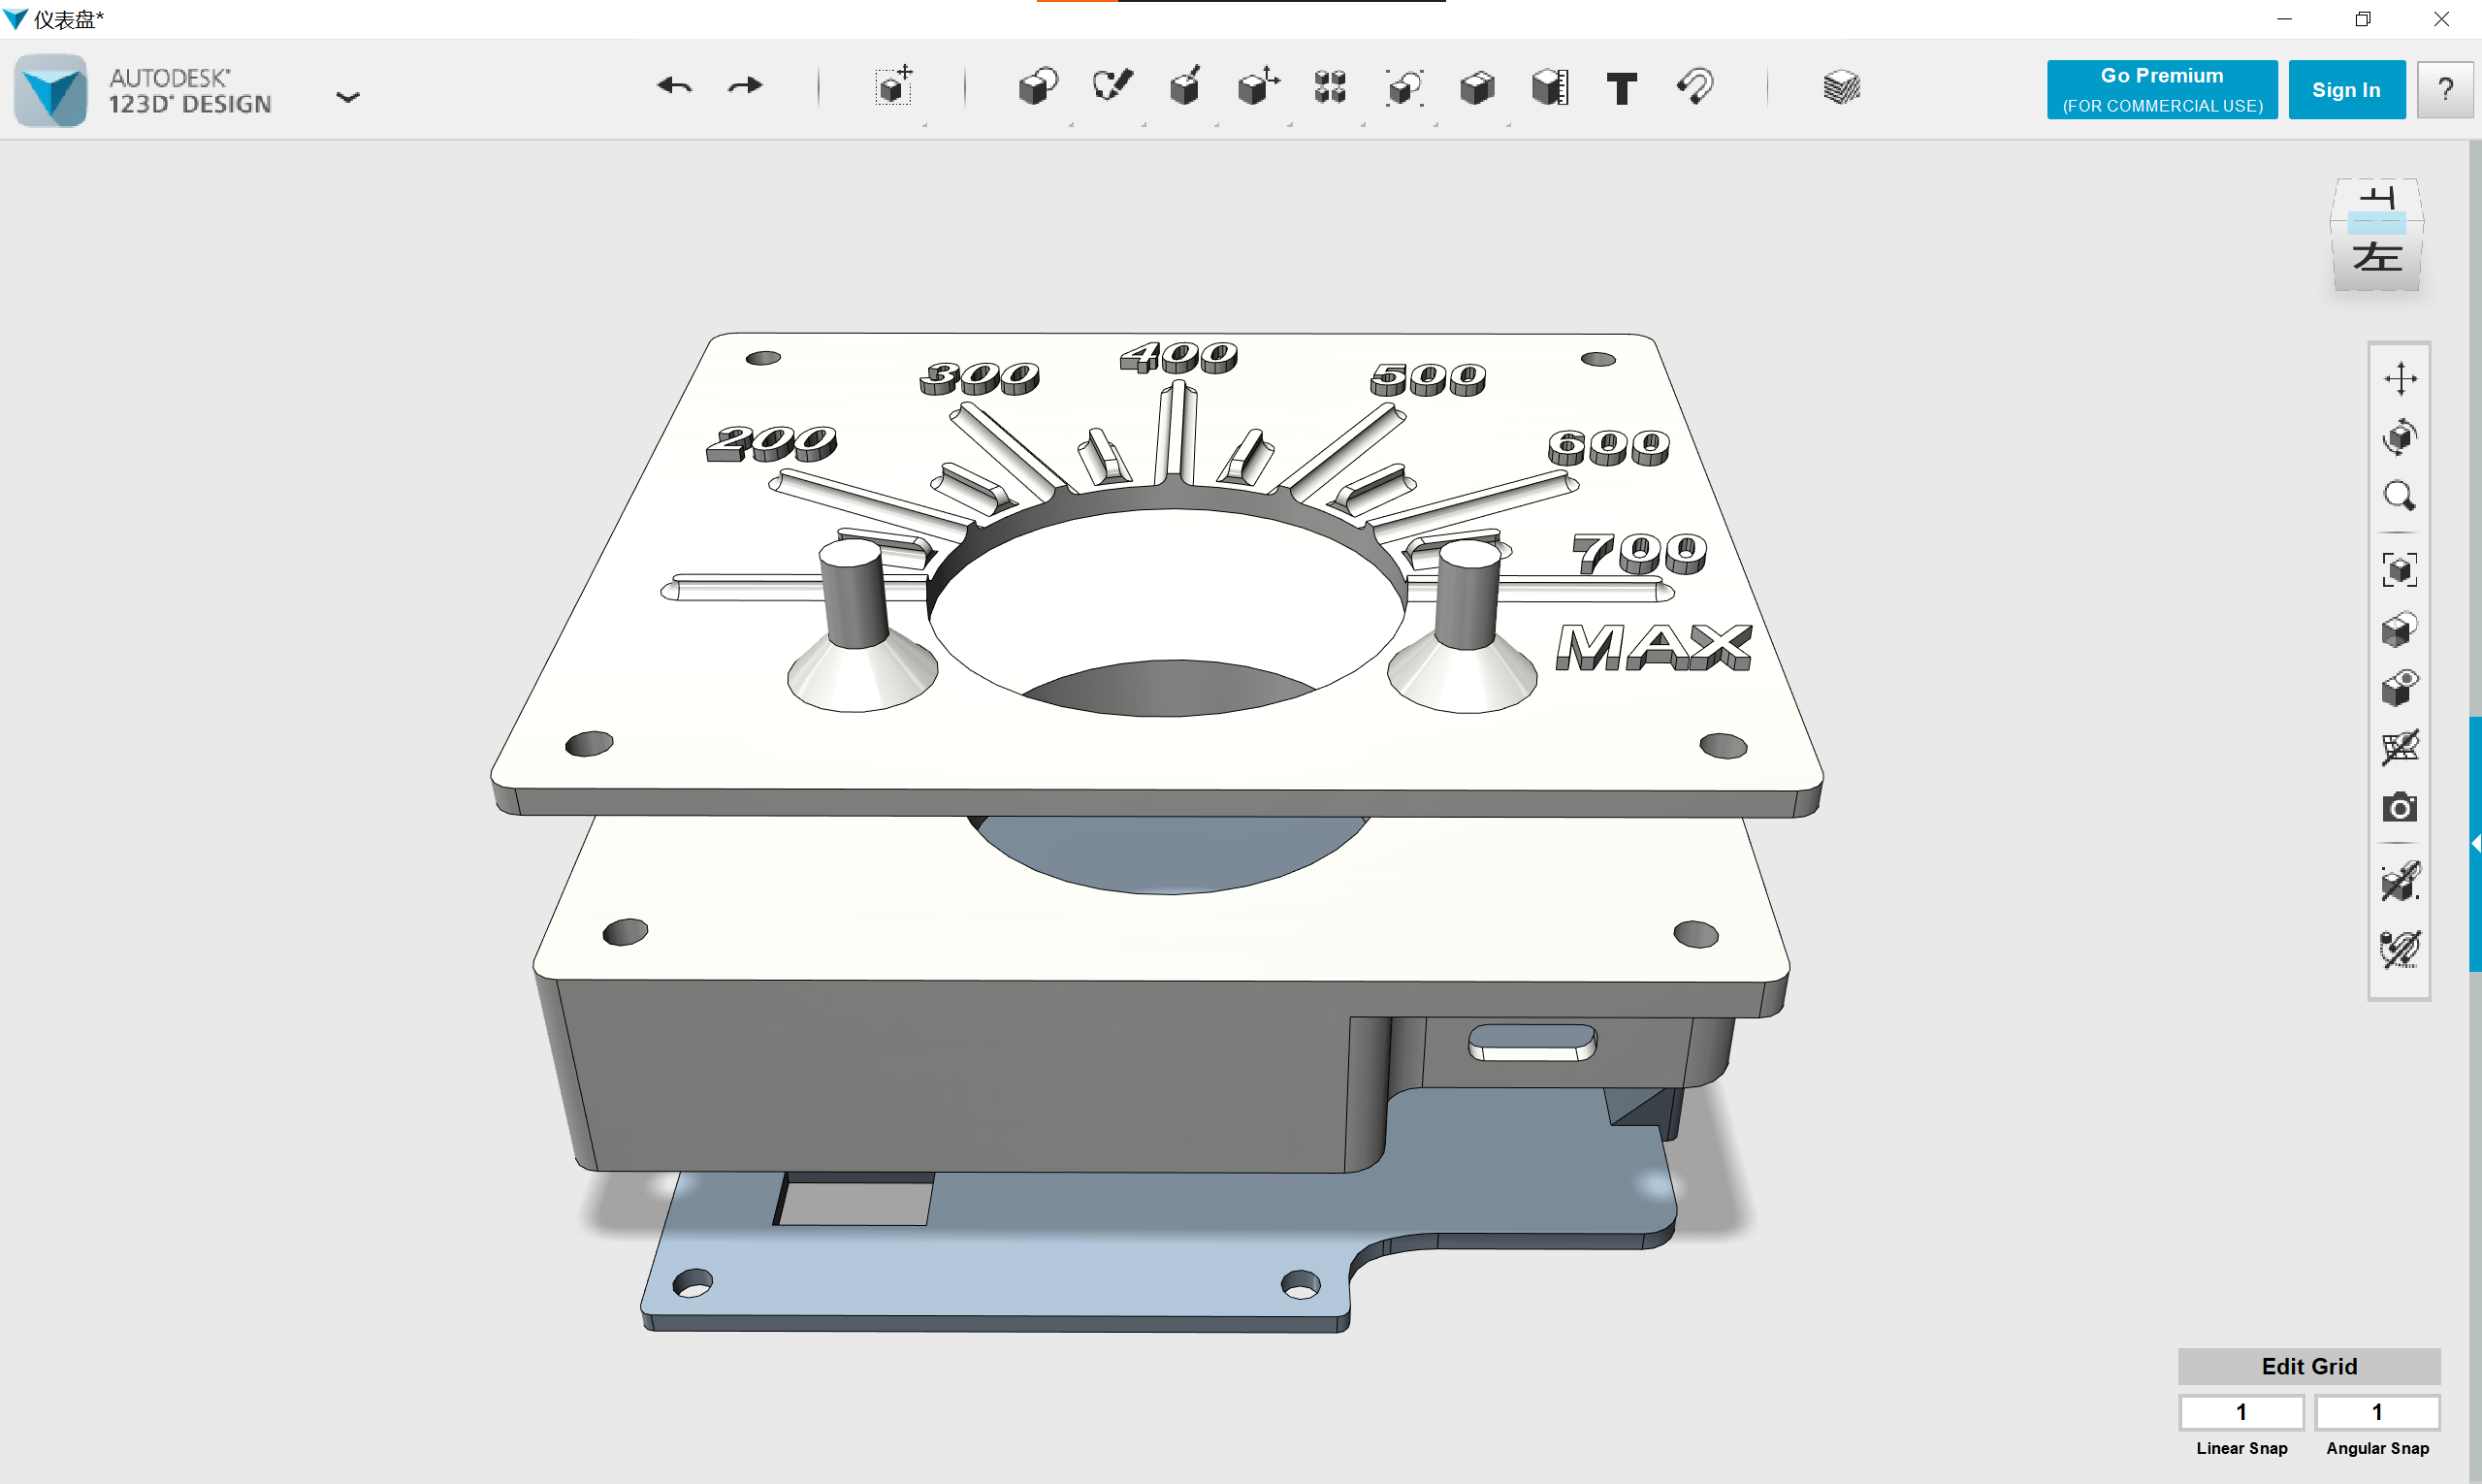 仪表盘*
AUTODESK®
123D® DESIGN
Go Premium
(FOR COMMERCIAL USE)
Sign In
?
上
左
400
300
500
200
600
700
MAX
Edit Grid
1
1
Linear Snap
Angular Snap